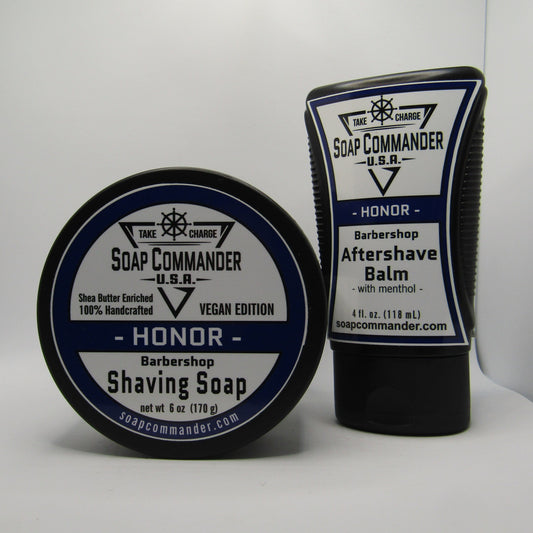 TAKE CHARGE
SOAP COMMANDER
U.S.A.
Shea Butter Enriched
100% Handcrafted
VEGAN EDITION
- HONOR -
Barbershop
Shaving Soap
net wt 6 oz (170 g)
soapcommander.com
TAKE CHARGE
SOAP COMMANDER
U.S.A.
- HONOR -
Barbershop
Aftershave
Balm
- with menthol -
4 fl. oz. (118 mL)
soapcommander.com